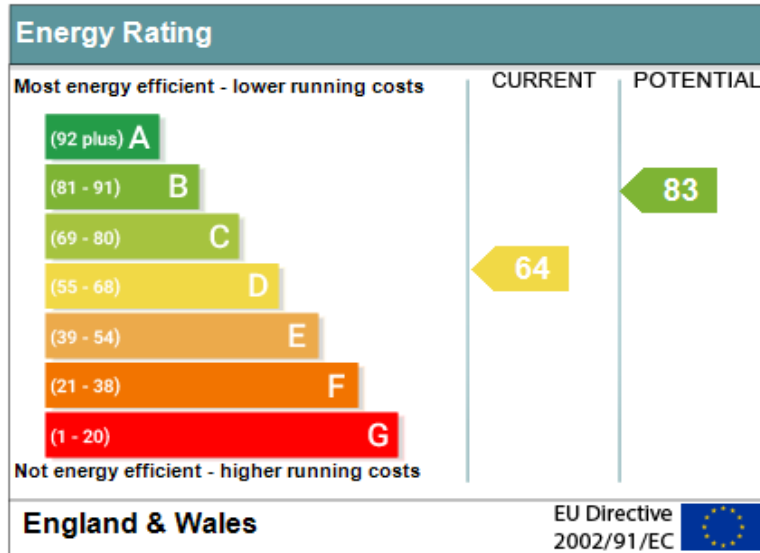 Energy Rating
Most energy efficient - lower running costs
CURRENT
POTENTIAL
(92 plus) A
(81 - 91) B
83
(69 - 80) C
64
(55 - 68) D
(39 - 54) E
(21 - 38) F
(1 - 20) G
Not energy efficient - higher running costs
England & Wales
EU Directive
2002/91/EC